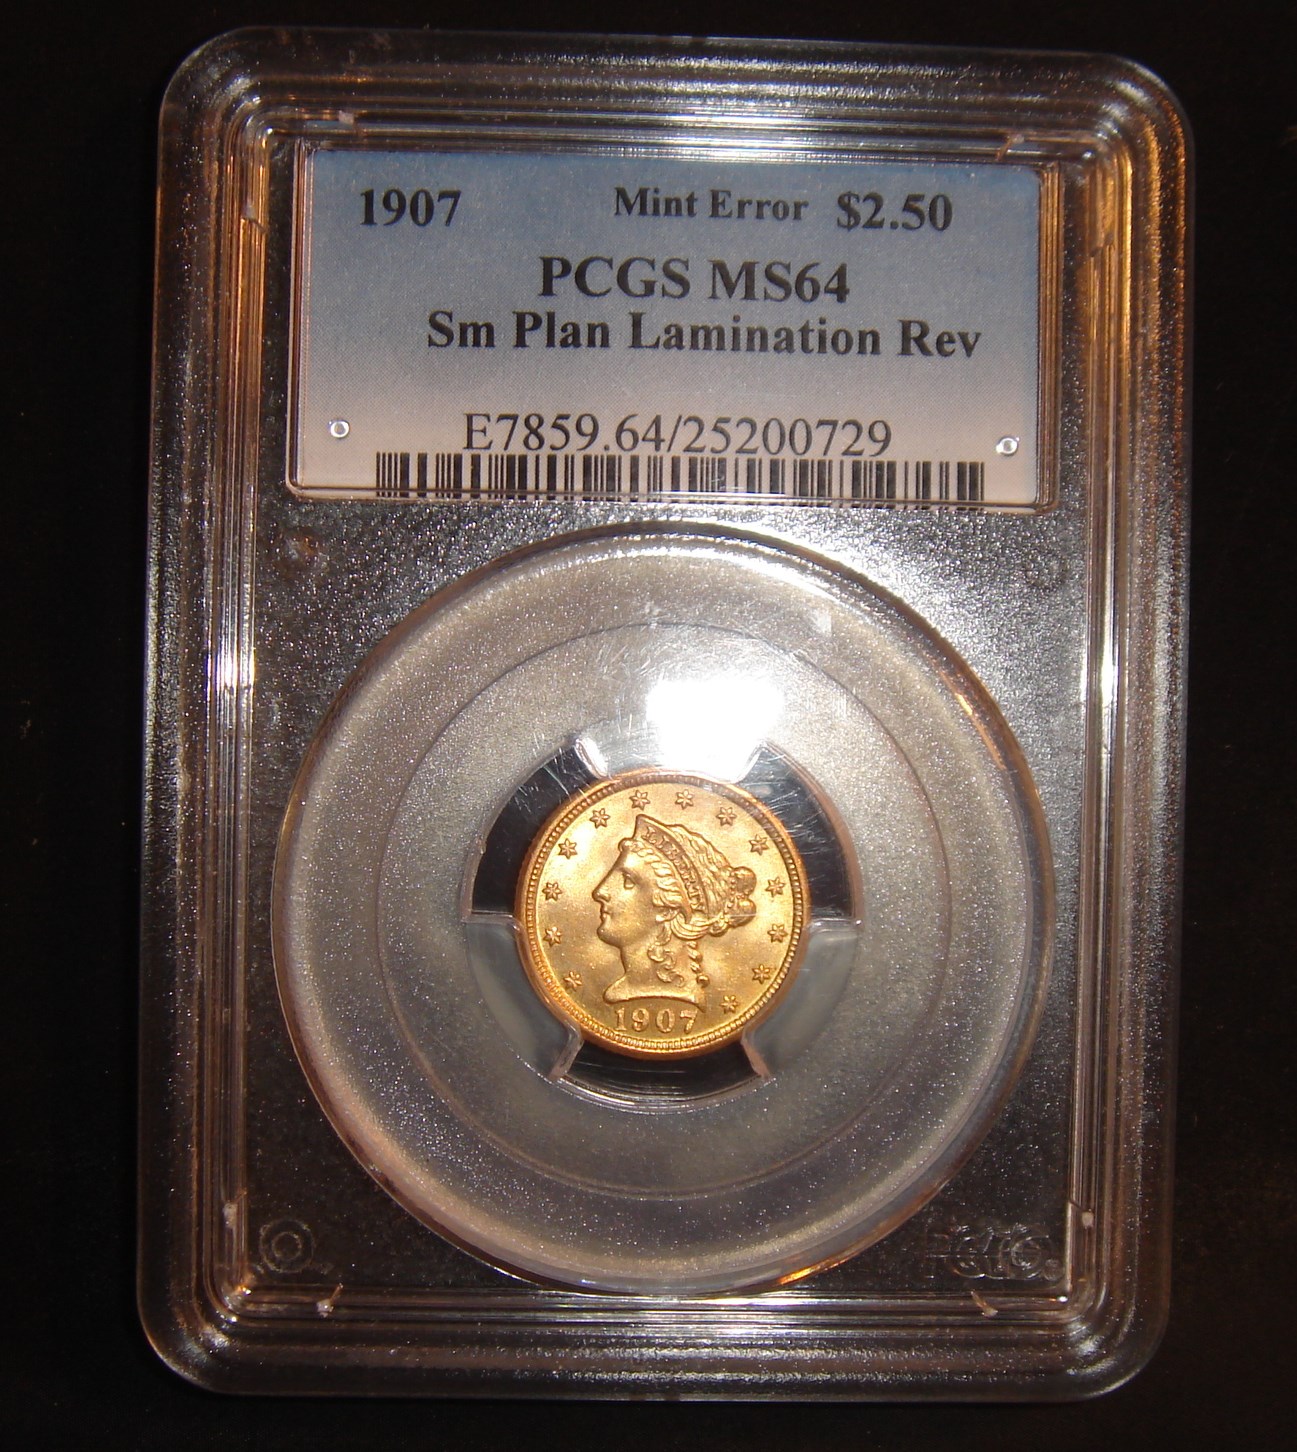 1907 Mint Error $2.50
PCGS MS64
Sm Plan Lamination Rev
E7859.64/25200729
LIBERTY
1907